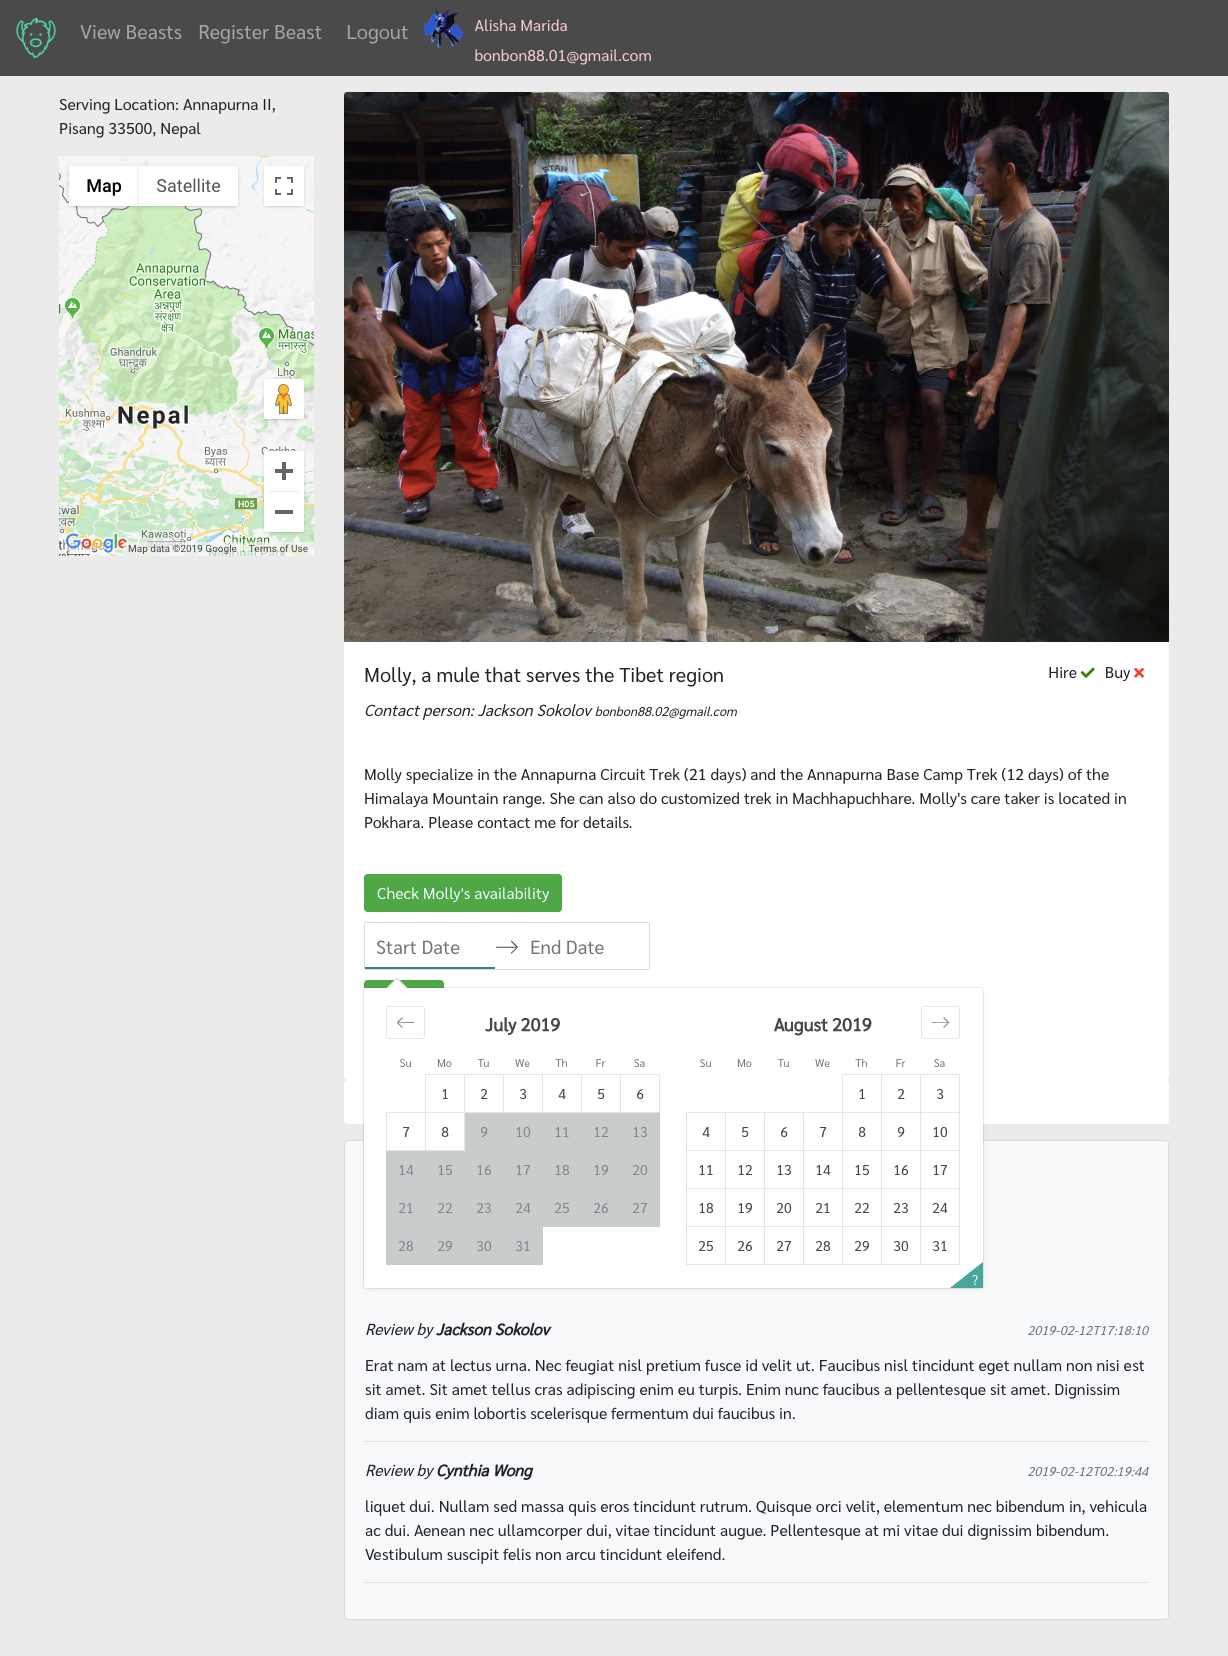 View Beasts Register Beast Logout Alisha Marida
bonbon88.01@gmail.com
Serving Location: Annapurna II,
Pisang 33500, Nepal
Map Satellite
Annapurna
Conservation
Area
अन्नपूर्ण
संरक्षण
क्षेत्र
Manas
मनास्लु
Ghandruk
घान्द्रुक
Lho
Kushma
कुश्मा
Nepal
Byas
ब्यास
Gorkha
H05
twal
Kawasoti
Chitwan
Google Map data ©2019 Google Terms of Use
STAR
Molly, a mule that serves the Tibet region
Hire Buy
Contact person: Jackson Sokolov bonbon88.02@gmail.com
Molly specialize in the Annapurna Circuit Trek (21 days) and the Annapurna Base Camp Trek (12 days) of the
Himalaya Mountain range. She can also do customized trek in Machhapuchhare. Molly's care taker is located in
Pokhara. Please contact me for details.
Check Molly's availability
Start Date → End Date
← July 2019
Su Mo Tu We Th Fr Sa
1 2 3 4 5 6
7 8 9 10 11 12 13
14 15 16 17 18 19 20
21 22 23 24 25 26 27
28 29 30 31
August 2019 →
Su Mo Tu We Th Fr Sa
1 2 3
4 5 6 7 8 9 10
11 12 13 14 15 16 17
18 19 20 21 22 23 24
25 26 27 28 29 30 31
?
Review by Jackson Sokolov 2019-02-12T17:18:10
Erat nam at lectus urna. Nec feugiat nisl pretium fusce id velit ut. Faucibus nisl tincidunt eget nullam non nisi est
sit amet. Sit amet tellus cras adipiscing enim eu turpis. Enim nunc faucibus a pellentesque sit amet. Dignissim
diam quis enim lobortis scelerisque fermentum dui faucibus in.
Review by Cynthia Wong 2019-02-12T02:19:44
liquet dui. Nullam sed massa quis eros tincidunt rutrum. Quisque orci velit, elementum nec bibendum in, vehicula
ac dui. Aenean nec ullamcorper dui, vitae tincidunt augue. Pellentesque at mi vitae dui dignissim bibendum.
Vestibulum suscipit felis non arcu tincidunt eleifend.